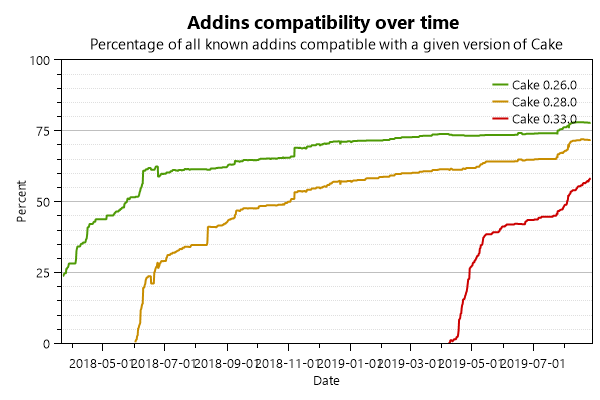 Addins compatibility over time
Percentage of all known addins compatible with a given version of Cake
100
75
50
25
0
Percent
Cake 0.26.0
Cake 0.28.0
Cake 0.33.0
2018-05-01
2018-07-01
2018-09-01
2018-11-01
2019-01-01
2019-03-01
2019-05-01
2019-07-01
Date